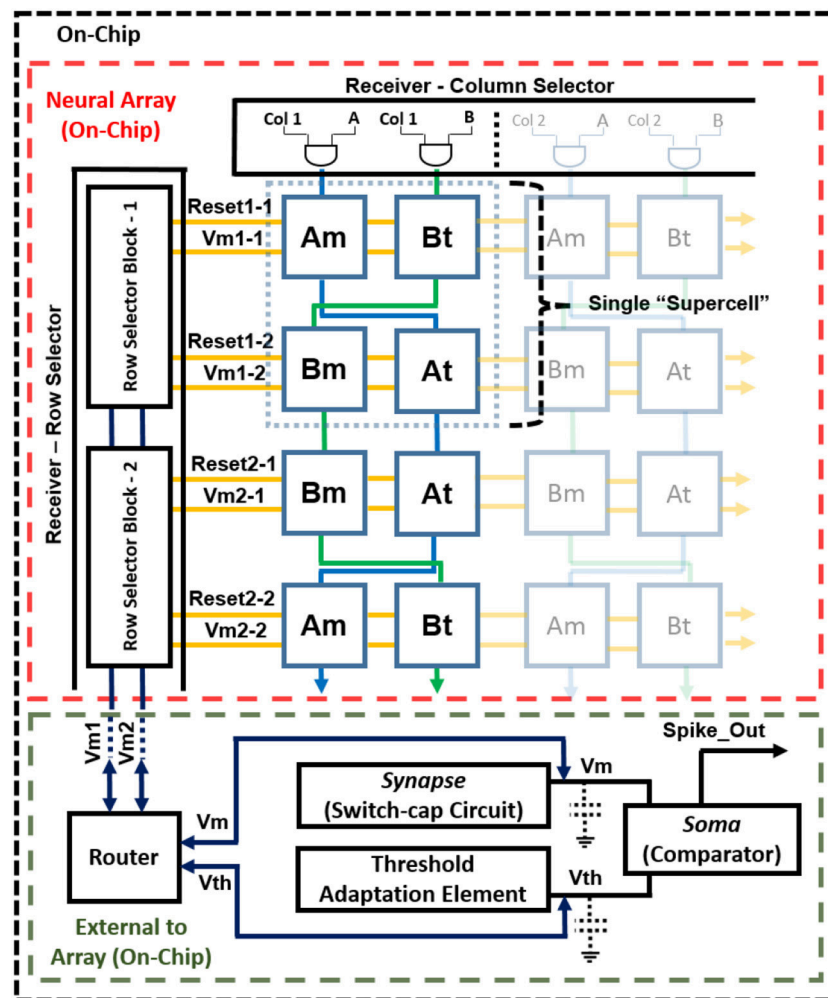 On-Chip
Neural Array
(On-Chip)
Receiver - Column Selector
Col 1 A Col 1 B Col 2 A Col 2 B
Receiver – Row Selector
Row Selector Block - 1
Reset1-1
Vm1-1
Am Bt Am Bt
Single “Supercell”
Reset1-2
Vm1-2
Bm At Bm At
Row Selector Block - 2
Reset2-1
Vm2-1
Bm At Bm At
Reset2-2
Vm2-2
Am Bt Am Bt
Vm1
Vm2
Spike_Out
Router
Vm
Vth
Synapse
(Switch-cap Circuit)
Vm
Soma
(Comparator)
Threshold
Adaptation Element
Vth
External to
Array (On-Chip)